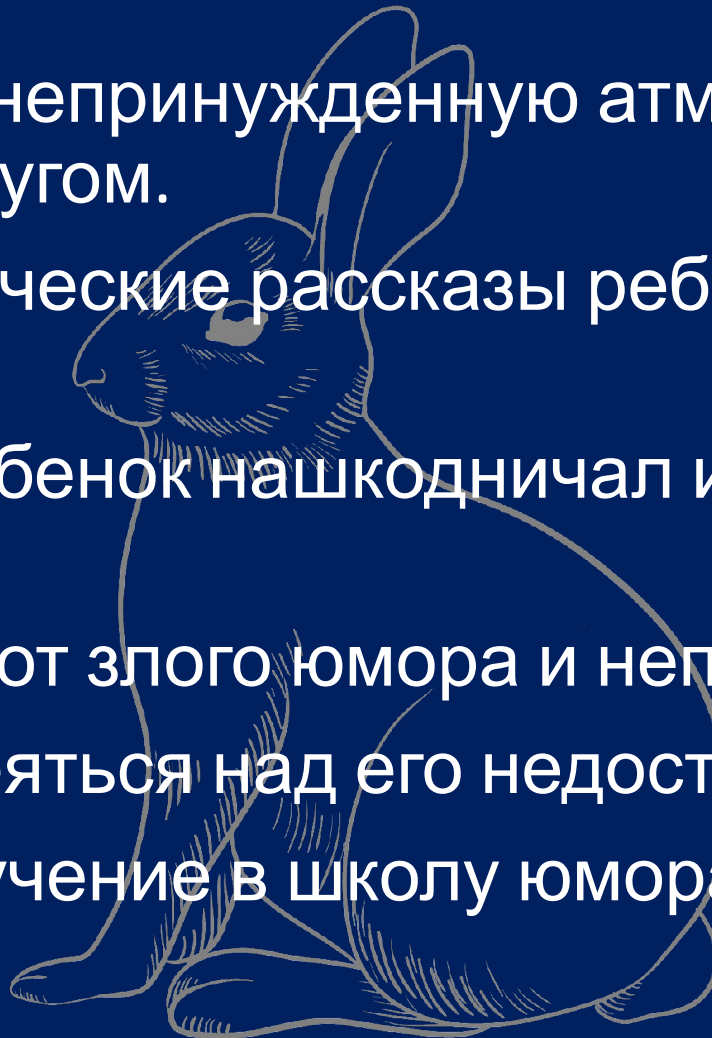 непринужденную атм
угом.
ческие рассказы реб
бенок нашкодничал и
от злого юмора и неп
яться над его недост
учение в школу юмора